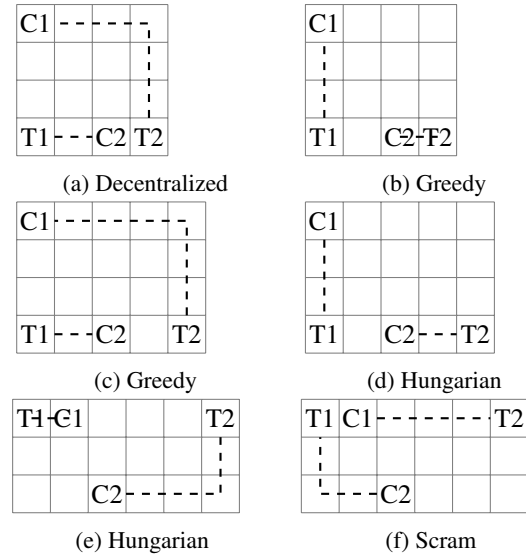 C1 C1
T1 C2 T2 T1 C2 T2
(a) Decentralized (b) Greedy
C1 C1
T1 C2 T2 T1 C2 T2
(c) Greedy (d) Hungarian
T1 C1 T2 T1 C1 T2
C2 C2
(e) Hungarian (f) Scram